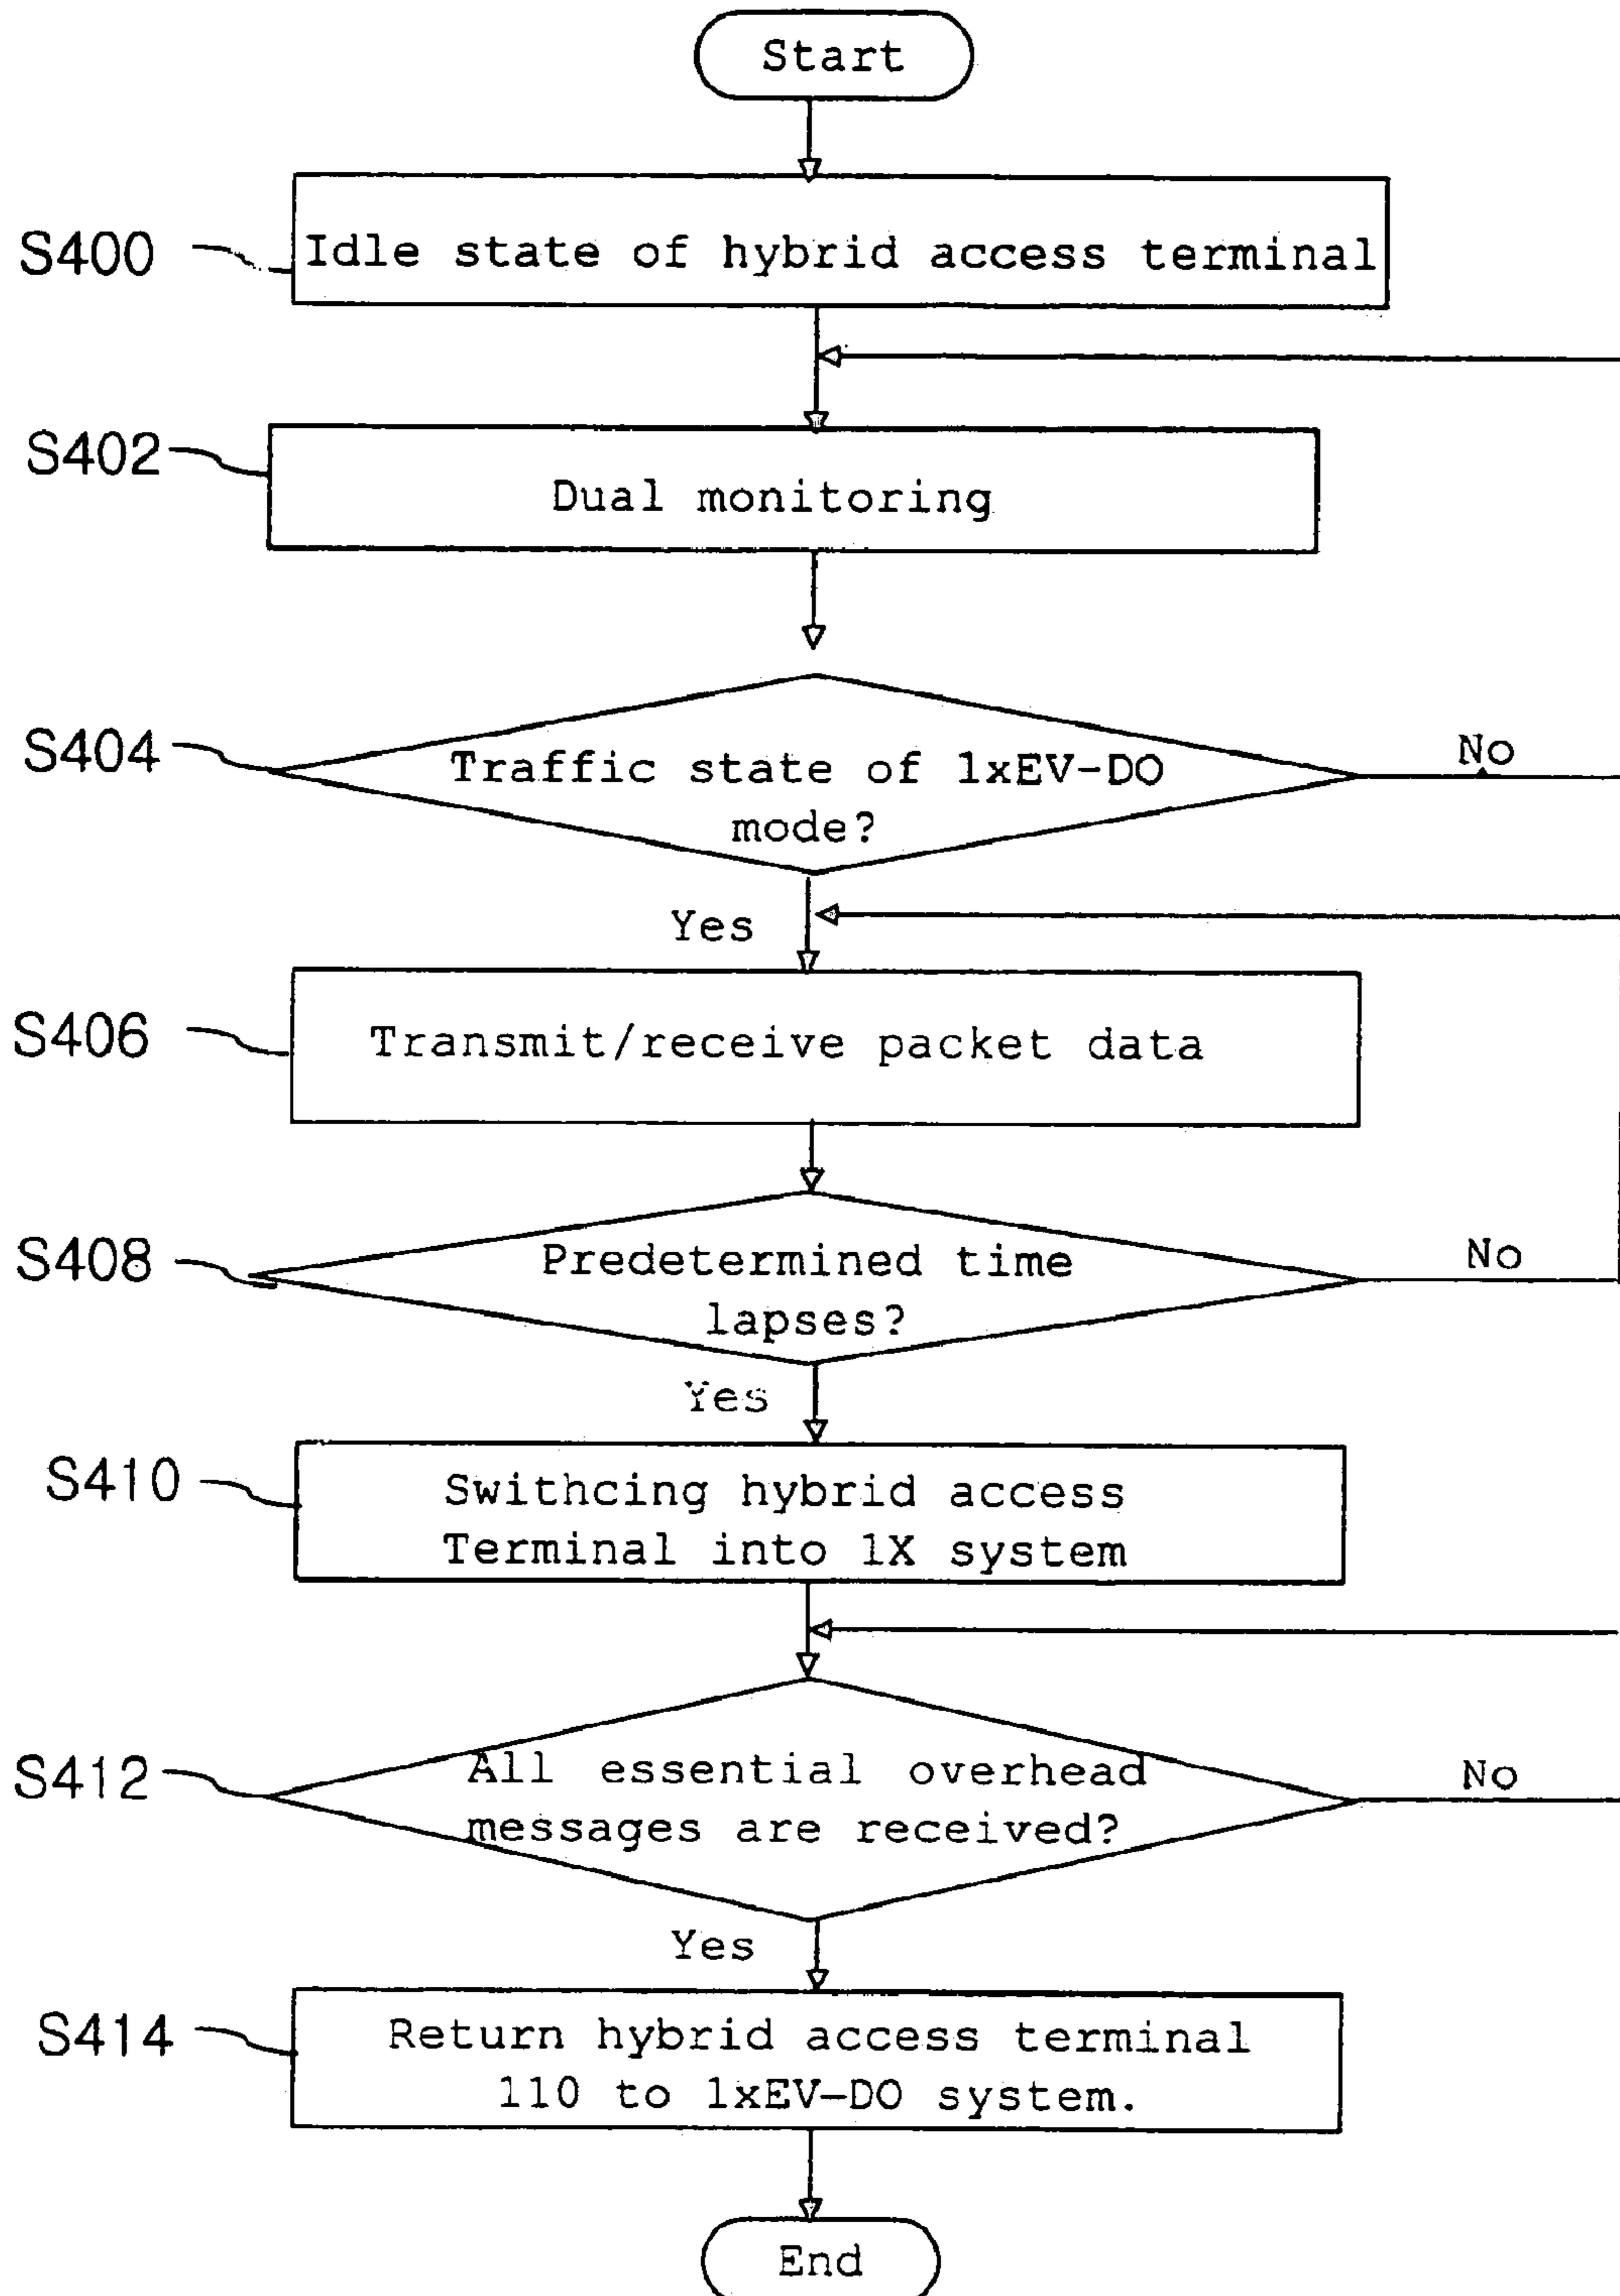 Start
S400
Idle state of hybrid access terminal
S402
Dual monitoring
S404
Traffic state of 1xEV-DO
mode?
No
Yes
S406
Transmit/receive packet data
S408
Predetermined time
lapses?
No
Yes
S410
Swithcing hybrid access
Terminal into 1X system
S412
All essential overhead
messages are received?
No
Yes
S414
Return hybrid access terminal
110 to 1xEV-DO system.
End